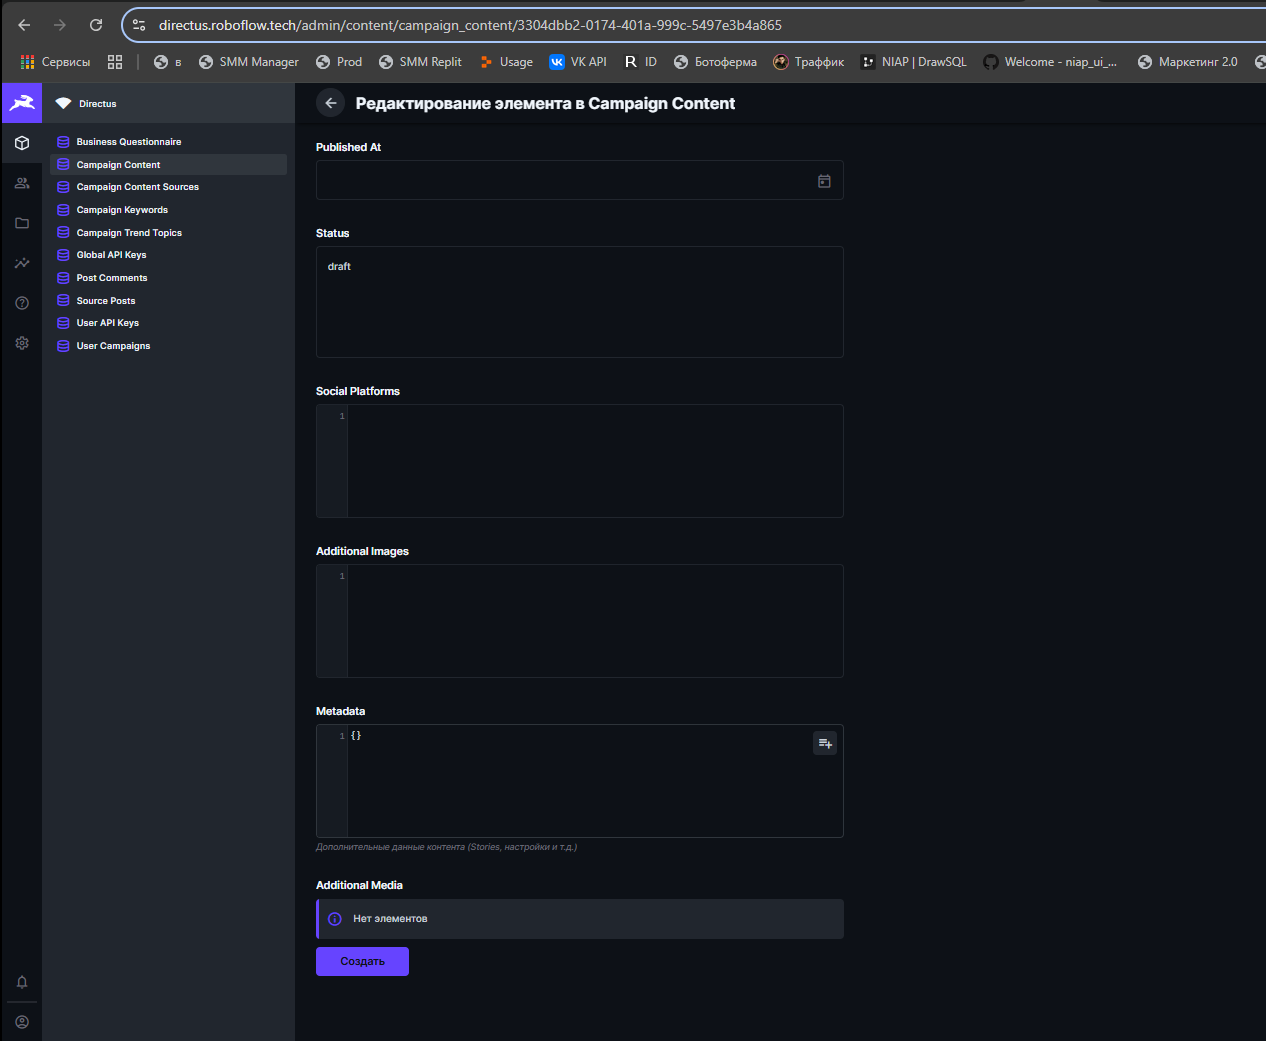 directus.roboflow.tech/admin/content/campaign_content/3304dbb2-0174-401a-999c-5497e3b4a865
Сервисы
в
SMM Manager
Prod
SMM Replit
Usage
VK API
ID
Ботоферма
Траффик
NIAP | DrawSQL
Welcome - niap_ui_...
Маркетинг 2.0
Directus
Business Questionnaire
Campaign Content
Campaign Content Sources
Campaign Keywords
Campaign Trend Topics
Global API Keys
Post Comments
Source Posts
User API Keys
User Campaigns
Редактирование элемента в Campaign Content
Published At
Status
draft
Social Platforms
1
Additional Images
1
Metadata
1 {}
Дополнительные данные контента (Stories, настройки и т.д.)
Additional Media
Нет элементов
Создать